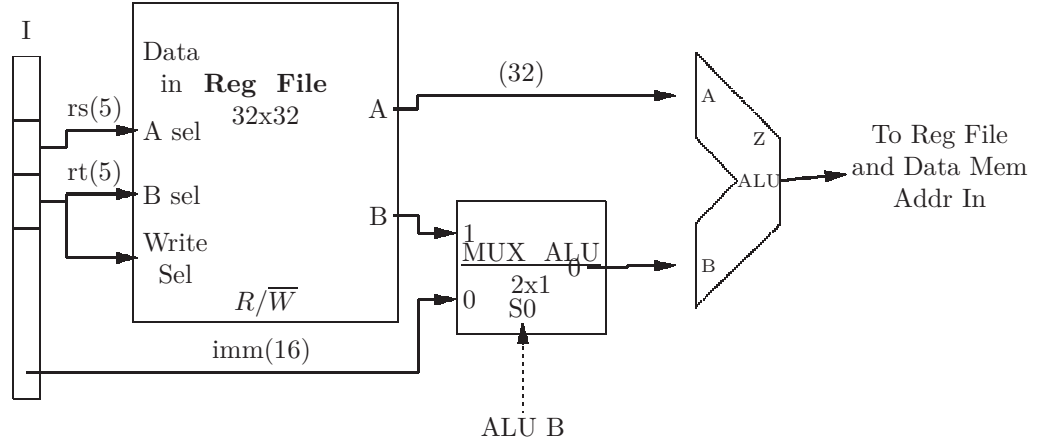 I
Data
in Reg File
32x32
rs(5)
A sel
rt(5)
B sel
Write
Sel
R/W̅
A
B
(32)
imm(16)
1
MUX ALU
0
2x1
0
S0
ALU B
A
Z
ALU
B
To Reg File
and Data Mem
Addr In